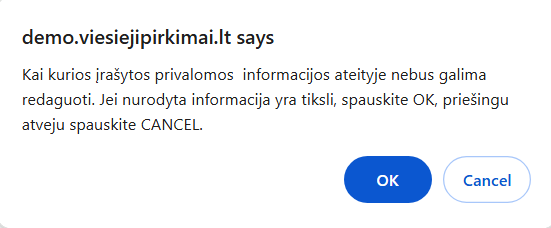 demo.viesiejipirkimai.lt says
Kai kurios įrašytos privalomos  informacijos ateityje nebus galima
redaguoti. Jei nurodyta informacija yra tiksli, spauskite OK, priešingu
atveju spauskite CANCEL.
OK
Cancel